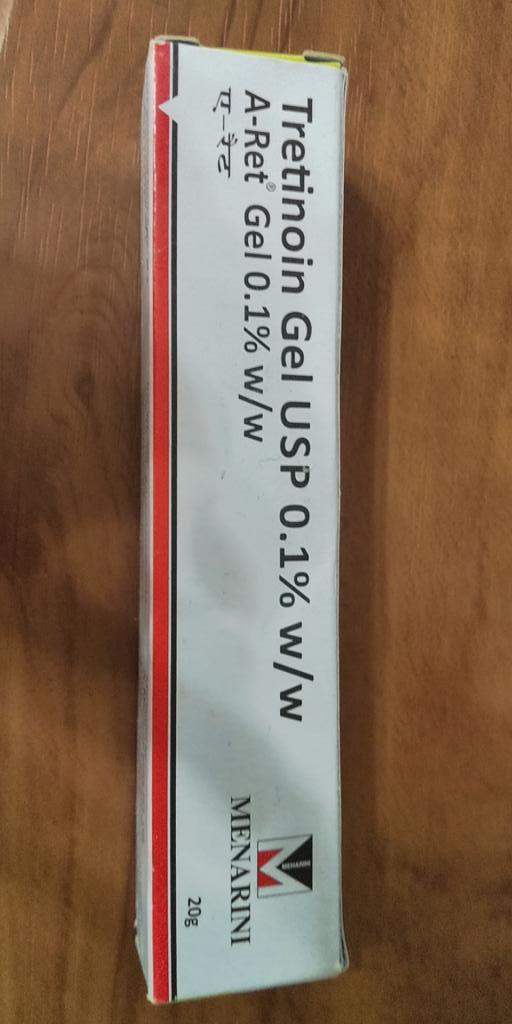 Tretinoin Gel USP 0.1% w/w
A-Ret® Gel 0.1% w/w
ए-रेट
MENARINI
MENARINI
20g